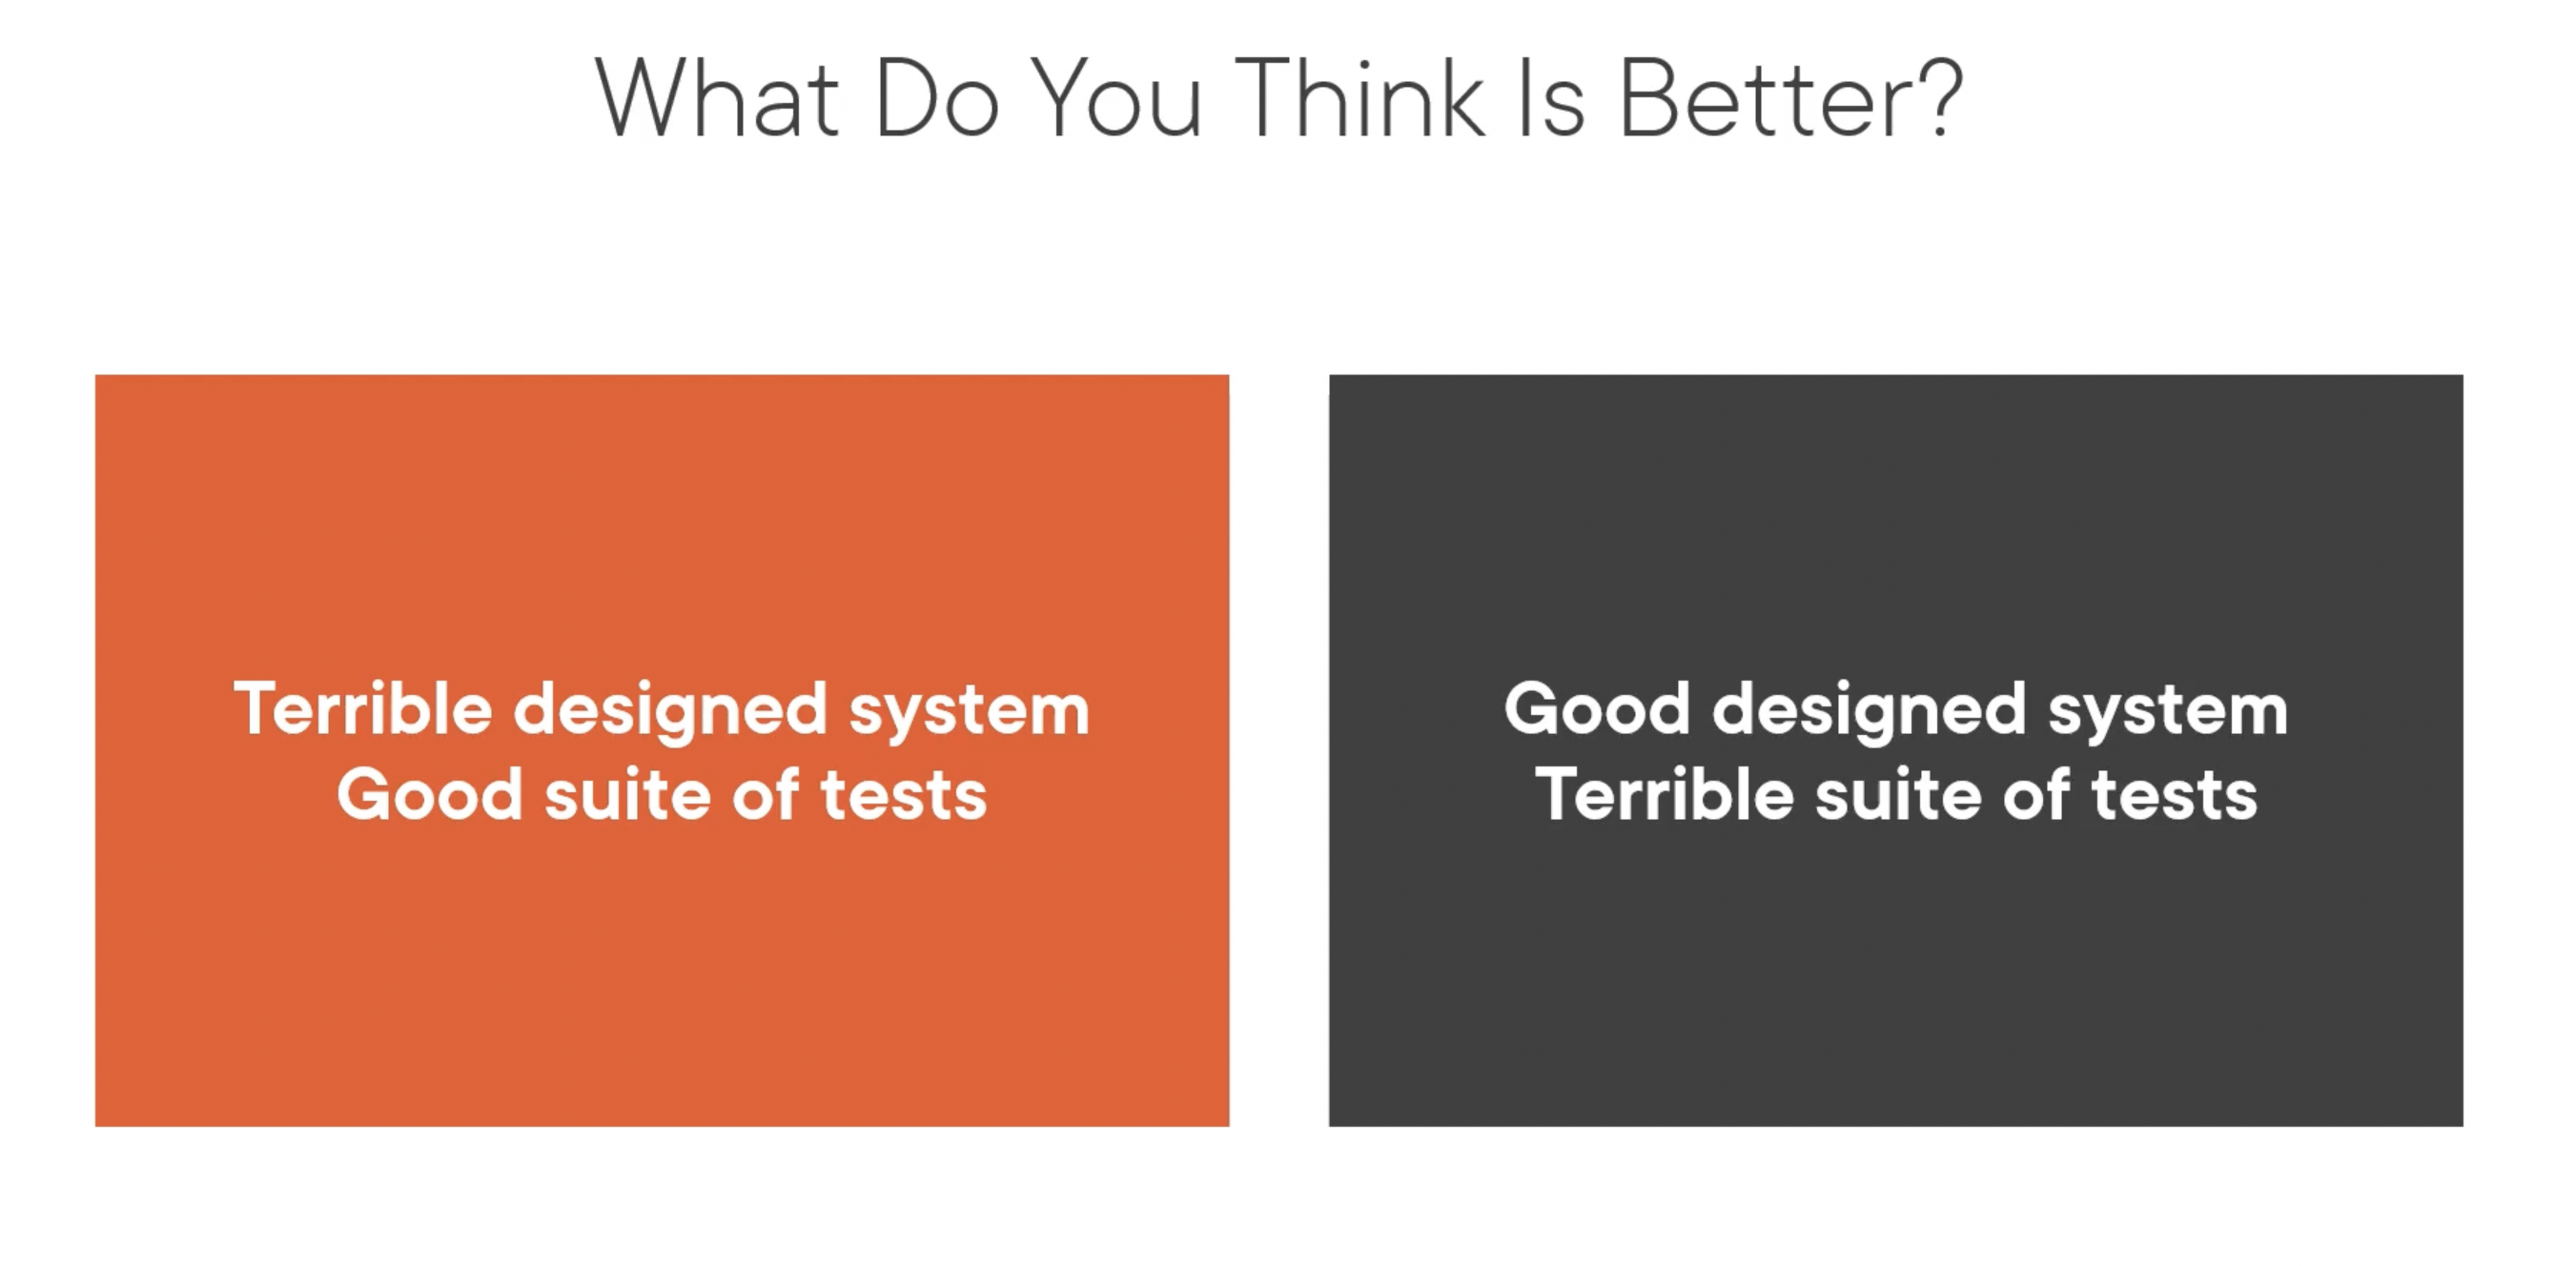 What Do You Think Is Better?
Terrible designed system
Good suite of tests
Good designed system
Terrible suite of tests